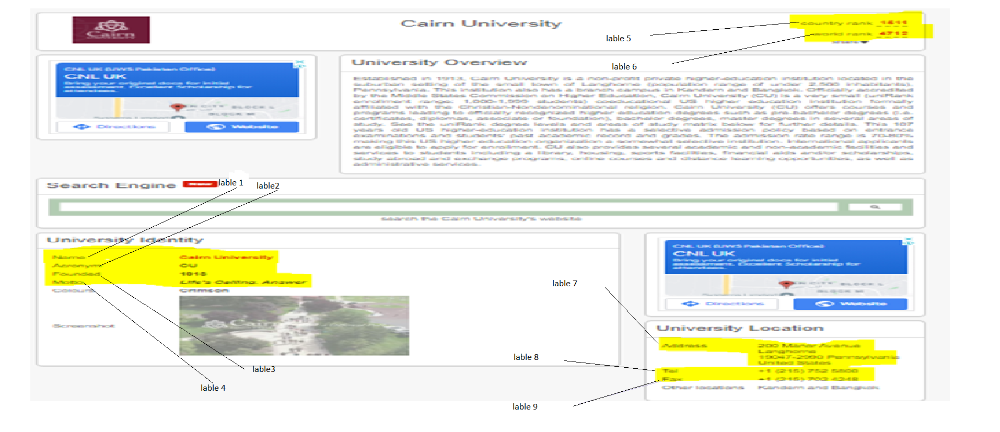 Cairn
UNIVERSITY
Cairn University
country rank 1511
world rank 4712
share
lable 5
lable 6
CNL UK (UWS Pakistan Office)
CNL UK
Bring your original docs for initial
assessment. Excellent Scholarship for
attendees.
BLOCK L
BLOCK M
Directions
Website
University Overview
Established in 1913, Cairn University is a non-profit private higher-education institution located in the
suburban setting of the small town of Langhorne (population range of under 2,500 inhabitants),
Pennsylvania. This institution also has a branch campus in Kandern and Bangkok. Officially accredited
by the Middle States Commission on Higher Education, Cairn University (CU) is a very small (uniRank
enrollment range: 1,000-1,999 students) coeducational US higher education institution formally
affiliated with the Christian-Nondenominational religion. Cairn University (CU) offers courses and
programs leading to officially recognized higher education degrees such as pre-bachelor degrees (i.e.
certificates, diplomas, associate or foundation), bachelor degrees, master degrees in several areas of
study. See the uniRank degree levels and areas of study matrix below for further details. This 107
years old US higher-education institution has a selective admission policy based on entrance
examinations and students' past academic record and grades. The admission rate range is 70-80%
making this US higher education organization a somewhat selective institution. International applicants
are eligible to apply for enrollment. CU also provides several academic and non-academic facilities and
services to students including a library, housing, sports facilities, financial aids and/or scholarships,
study abroad and exchange programs, online courses and distance learning opportunities, as well as
administrative services.
Search Engine New
lable 1
lable2
search the Cairn University's website
University Identity
Name Cairn University
Acronym CU
Founded 1913
Motto Life's Calling. Answer
Colours Crimson
Screenshot
Cairn
lable3
lable 4
CNL UK (UWS Pakistan Office)
CNL UK
Bring your original docs for initial
assessment. Excellent Scholarship for
attendees.
BLOCK L
BLOCK M
Directions
Website
lable 7
lable 8
lable 9
University Location
Address 200 Manor Avenue
Langhorne
19047-2990 Pennsylvania
United States
Tel +1 (215) 752 5800
Fax +1 (215) 702 4248
Other locations Kandern and Bangkok